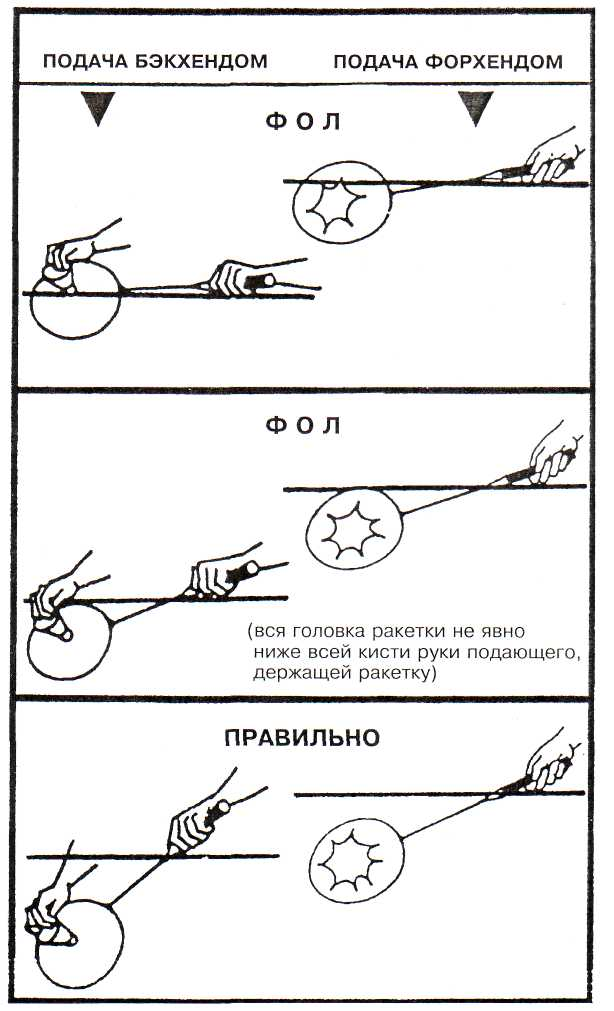 ПОДАЧА БЭКХЕНДОМ
ПОДАЧА ФОРХЕНДОМ
ФОЛ
ФОЛ
(вся головка ракетки не явно
ниже всей кисти руки подающего,
держащей ракетку)
ПРАВИЛЬНО